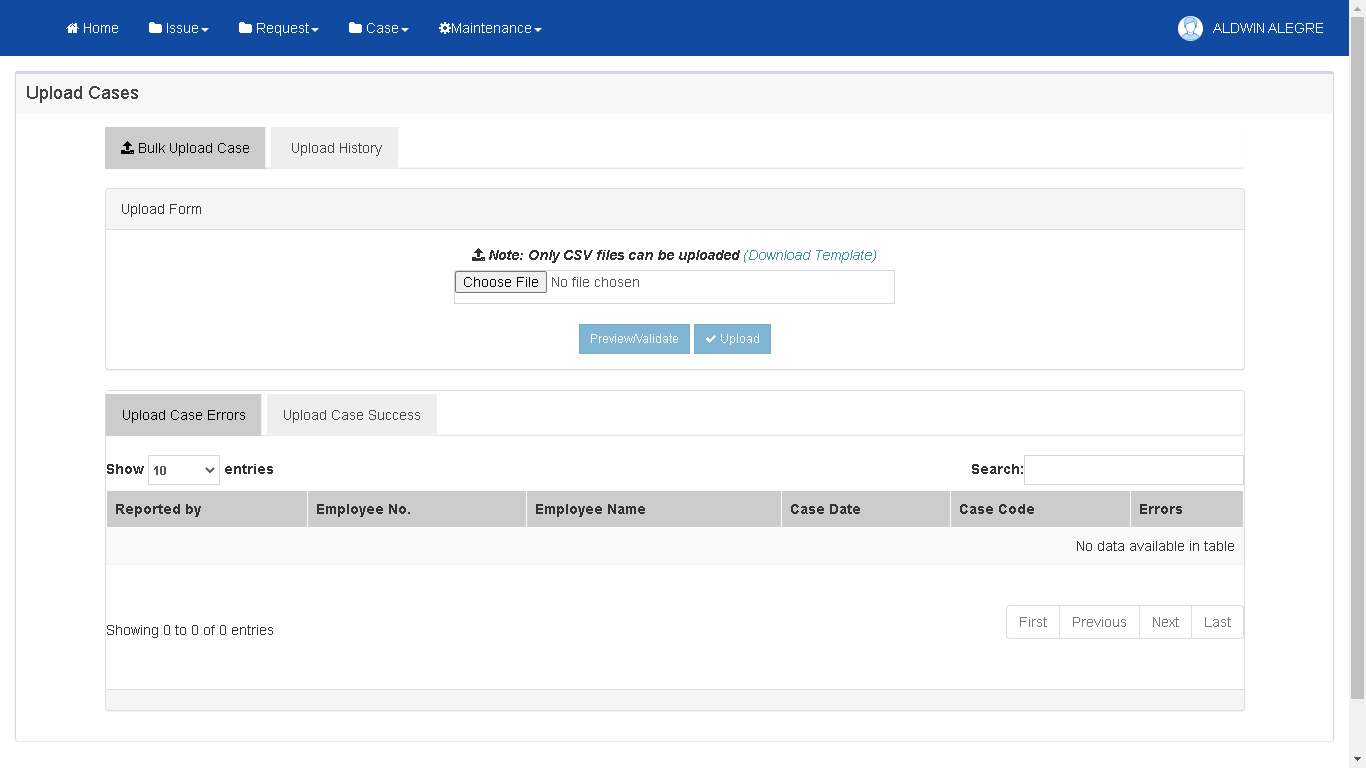 Home Issue Request Case Maintenance ALDWIN ALEGRE
Upload Cases
Bulk Upload Case Upload History
Upload Form
Note: Only CSV files can be uploaded (Download Template)
Choose File No file chosen
Preview/Validate Upload
Upload Case Errors Upload Case Success
Show 10 entries Search:
Reported by Employee No. Employee Name Case Date Case Code Errors
No data available in table
Showing 0 to 0 of 0 entries First Previous Next Last